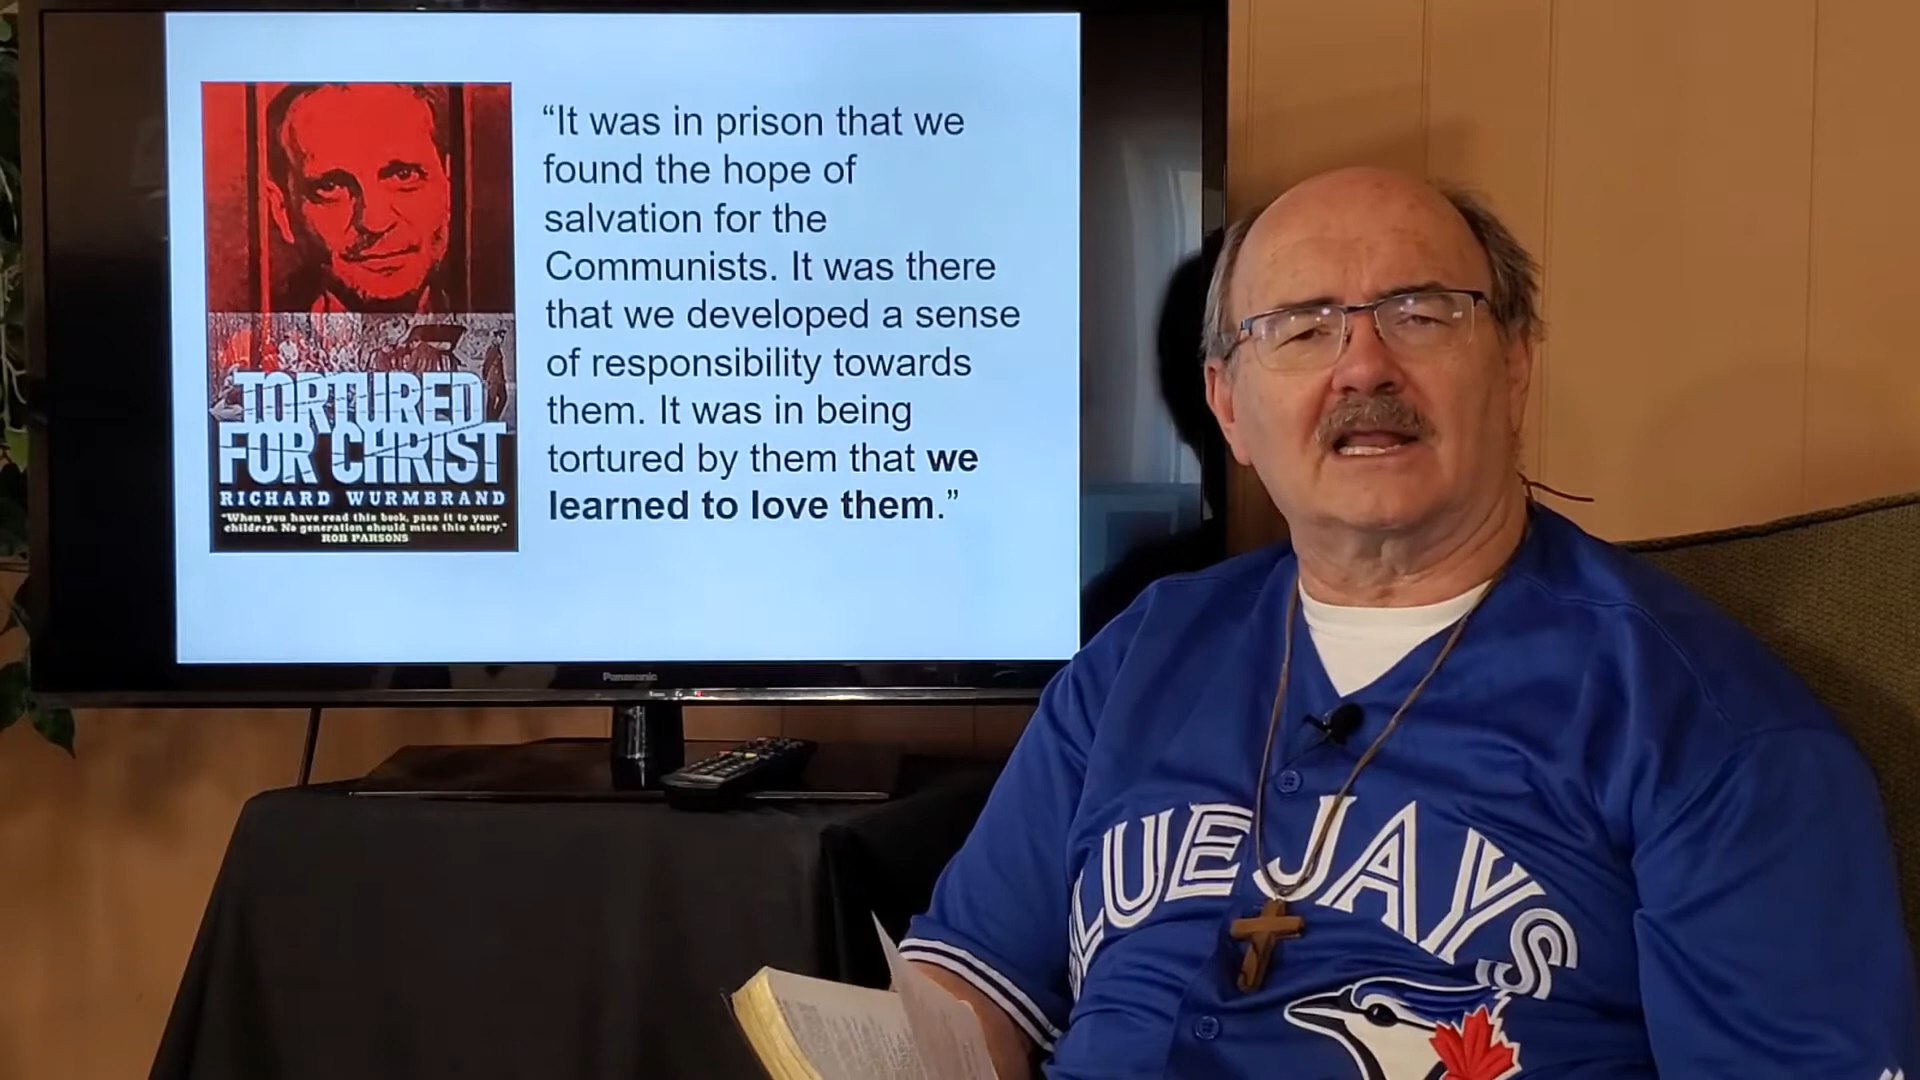 “It was in prison that we
found the hope of
salvation for the
Communists. It was there
that we developed a sense
of responsibility towards
them. It was in being
tortured by them that we
learned to love them.”
TORTURED
FOR CHRIST
RICHARD WURMBRAND
"When you have read this book, pass it to your
children. No generation should miss this story."
ROB PARSONS
Panasonic
LUE JAYS